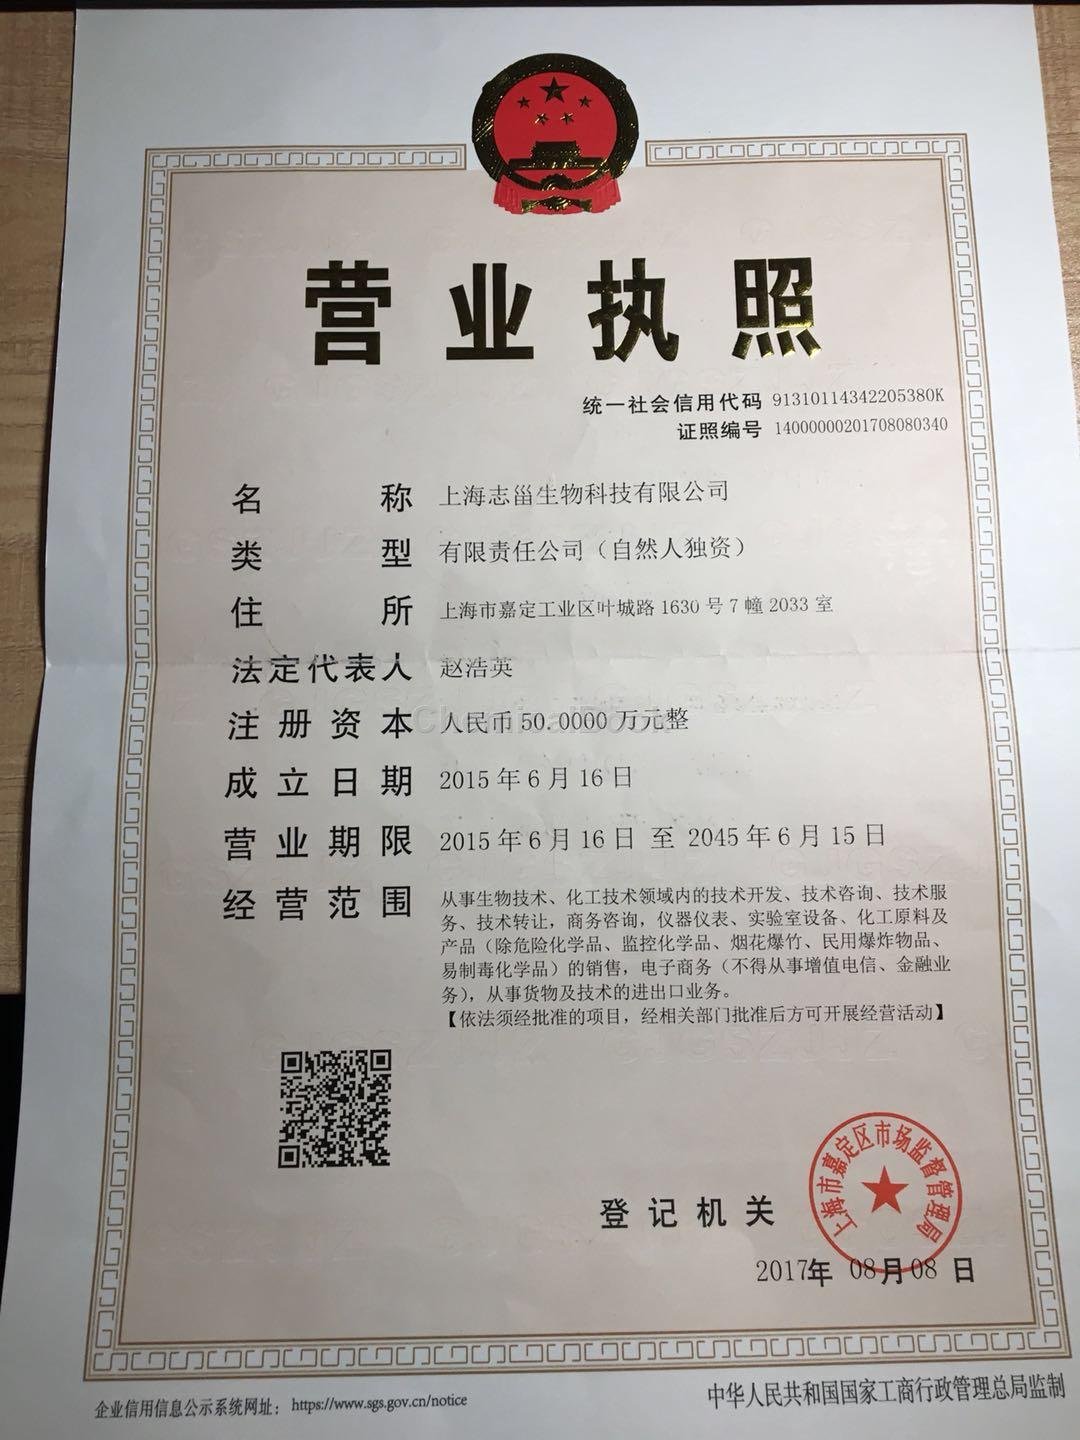 营业执照
统一社会信用代码 91310114342205380K
证照编号 14000000201708080340
名称 上海志甾生物科技有限公司
类型 有限责任公司（自然人独资）
住所 上海市嘉定工业区叶城路1630号7幢2033室
法定代表人 赵浩英
注册资本 人民币50.0000万元整
ChemicalBook
成立日期 2015年6月16日
营业期限 2015年6月16日 至 2045年6月15日
经营范围 从事生物技术、化工技术领域内的技术开发、技术咨询、技术服
务、技术转让，商务咨询，仪器仪表、实验室设备、化工原料及
产品（除危险化学品、监控化学品、烟花爆竹、民用爆炸物品、
易制毒化学品）的销售，电子商务（不得从事增值电信、金融业
务），从事货物及技术的进出口业务。
【依法须经批准的项目，经相关部门批准后方可开展经营活动】
上海市嘉定区市场监督管理局
登记机关
2017年08月08日
企业信用信息公示系统网址：https://www.sgs.gov.cn/notice
中华人民共和国国家工商行政管理总局监制